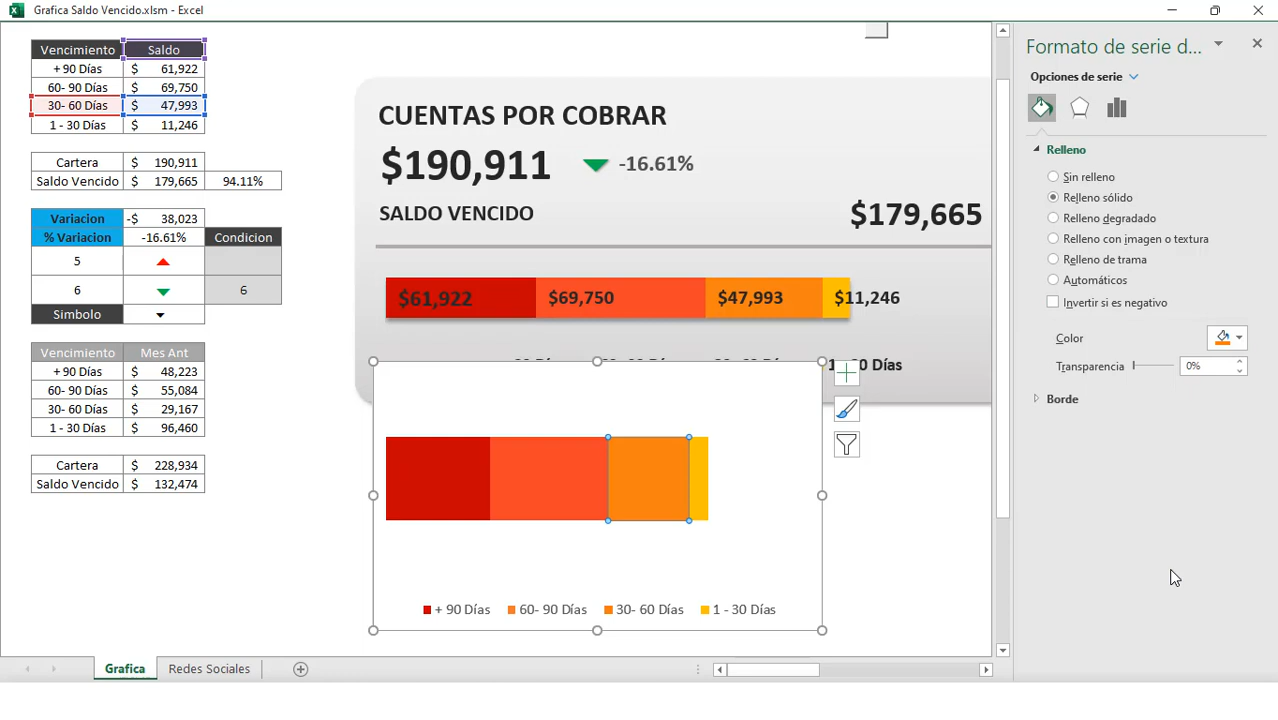 Grafica Saldo Vencido.xlsm - Excel
Vencimiento Saldo
+ 90 Días $ 61,922
60- 90 Días $ 69,750
30- 60 Días $ 47,993
1 - 30 Días $ 11,246
Cartera $ 190,911
Saldo Vencido $ 179,665 94.11%
Variacion -$ 38,023
% Variacion -16.61% Condicion
5
6 6
Simbolo
Vencimiento Mes Ant
+ 90 Días $ 48,223
60- 90 Días $ 55,084
30- 60 Días $ 29,167
1 - 30 Días $ 96,460
Cartera $ 228,934
Saldo Vencido $ 132,474
CUENTAS POR COBRAR
$190,911 -16.61%
SALDO VENCIDO $179,665
$61,922 $69,750 $47,993 $11,246
+ 90 Días 60- 90 Días 30- 60 Días 1 - 30 Días
Formato de serie d...
Opciones de serie
Relleno
Sin relleno
Relleno sólido
Relleno degradado
Relleno con imagen o textura
Relleno de trama
Automáticos
Invertir si es negativo
Color
Transparencia 0%
Borde
Grafica Redes Sociales